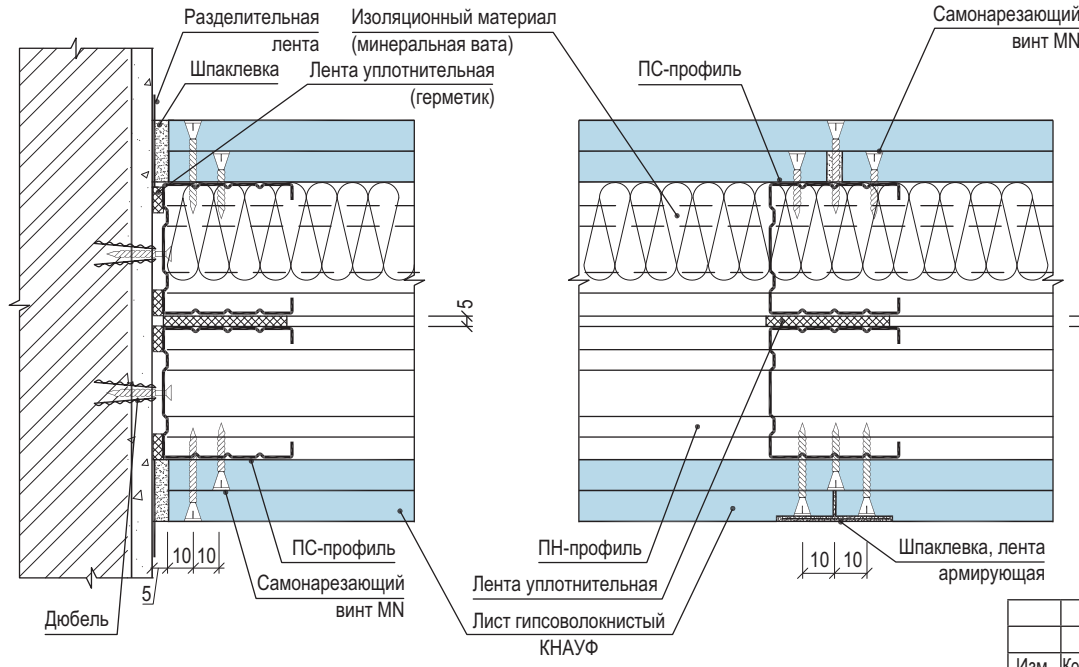 Разделительная
лента
Шпаклевка
Изоляционный материал
(минеральная вата)
Лента уплотнительная
(герметик)
ПС-профиль
Самонарезающий
винт MN
5
10 10
5
ПС-профиль
Самонарезающий
винт MN
Дюбель
ПН-профиль
Лента уплотнительная
Лист гипсоволокнистый
КНАУФ
10 10
Шпаклевка, лента
армирующая
Изм